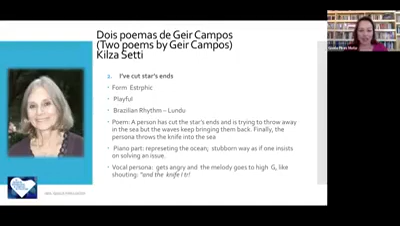 Dois poemas de Geir Campos
(Two poems by Geir Campos)
Kilza Setti
2. I've cut star's ends
Form Estrphic
Playful
Brazilian Rhythm – Lundu
Poem: A person has cut the star's ends and is trying to throw away
in the sea but the waves keep bringing them back. Finally, the
persona throws the knife into the sea
Piano part: represeting the ocean; stubborn way as if one insists
on solving an issue.
Vocal persona: gets angry and the melody goes to high G, like
shouting: "and the knife I tr!